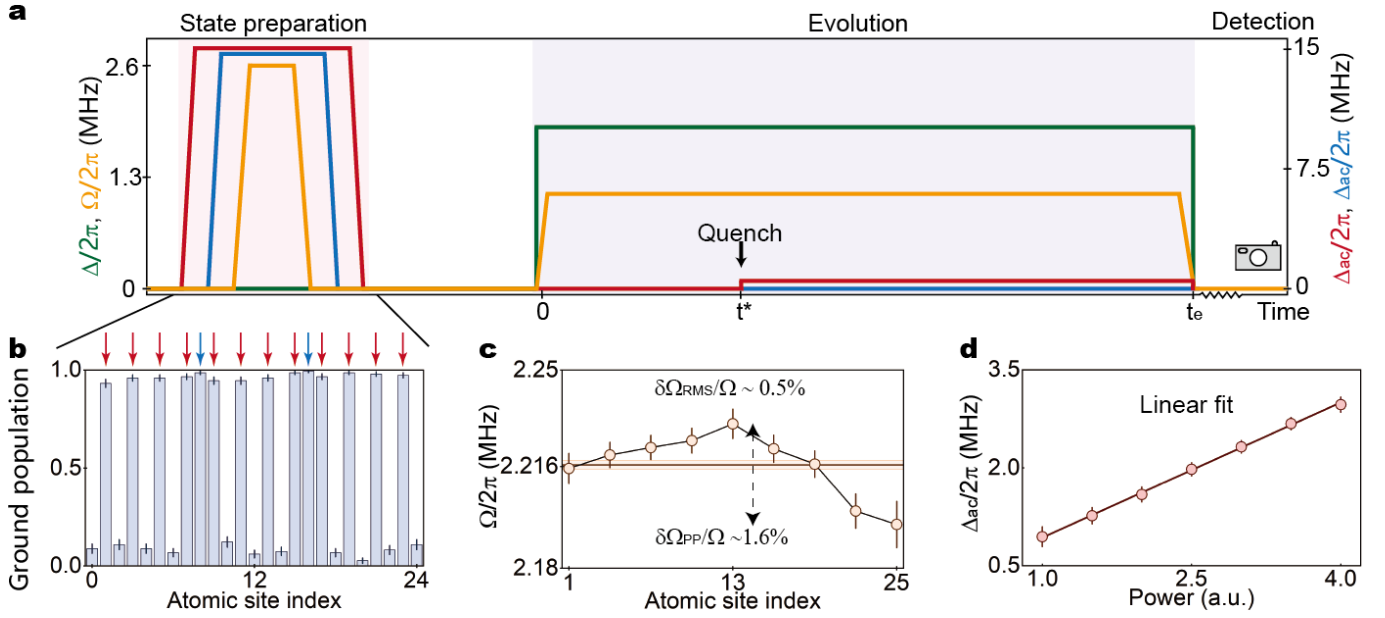 a
State preparation
Evolution
Detection
Δ/2π, Ω/2π (MHz)
2.6
1.3
0
15
7.5
0
Δac/2π, Δac/2π (MHz)
Quench
0
t*
te
Time
b
Ground population
1.0
0.5
0.0
0
12
24
Atomic site index
c
Ω/2π (MHz)
2.25
2.216
2.18
δΩRMS/Ω ~ 0.5%
δΩPP/Ω ~1.6%
1
13
25
Atomic site index
d
Δac/2π (MHz)
3.5
2.0
0.5
Linear fit
1.0
2.5
4.0
Power (a.u.)